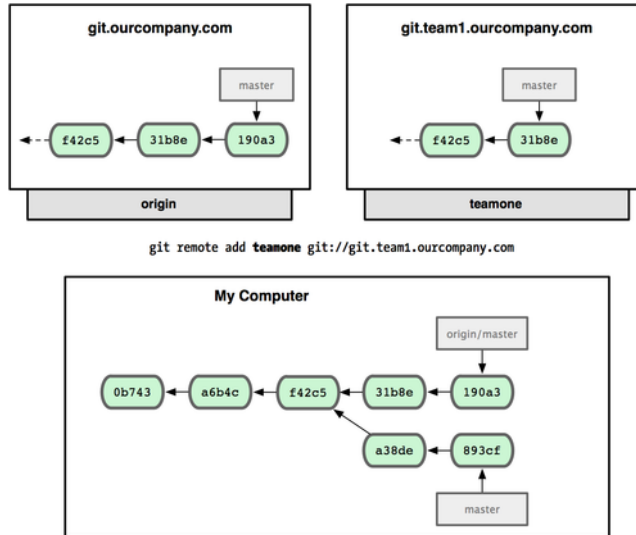 git.ourcompany.com
master
f42c5 31b8e 190a3
origin
git.team1.ourcompany.com
master
f42c5 31b8e
teamone
git remote add teamone git://git.team1.ourcompany.com
My Computer
origin/master
0b743 a6b4c f42c5 31b8e 190a3
a38de 893cf
master